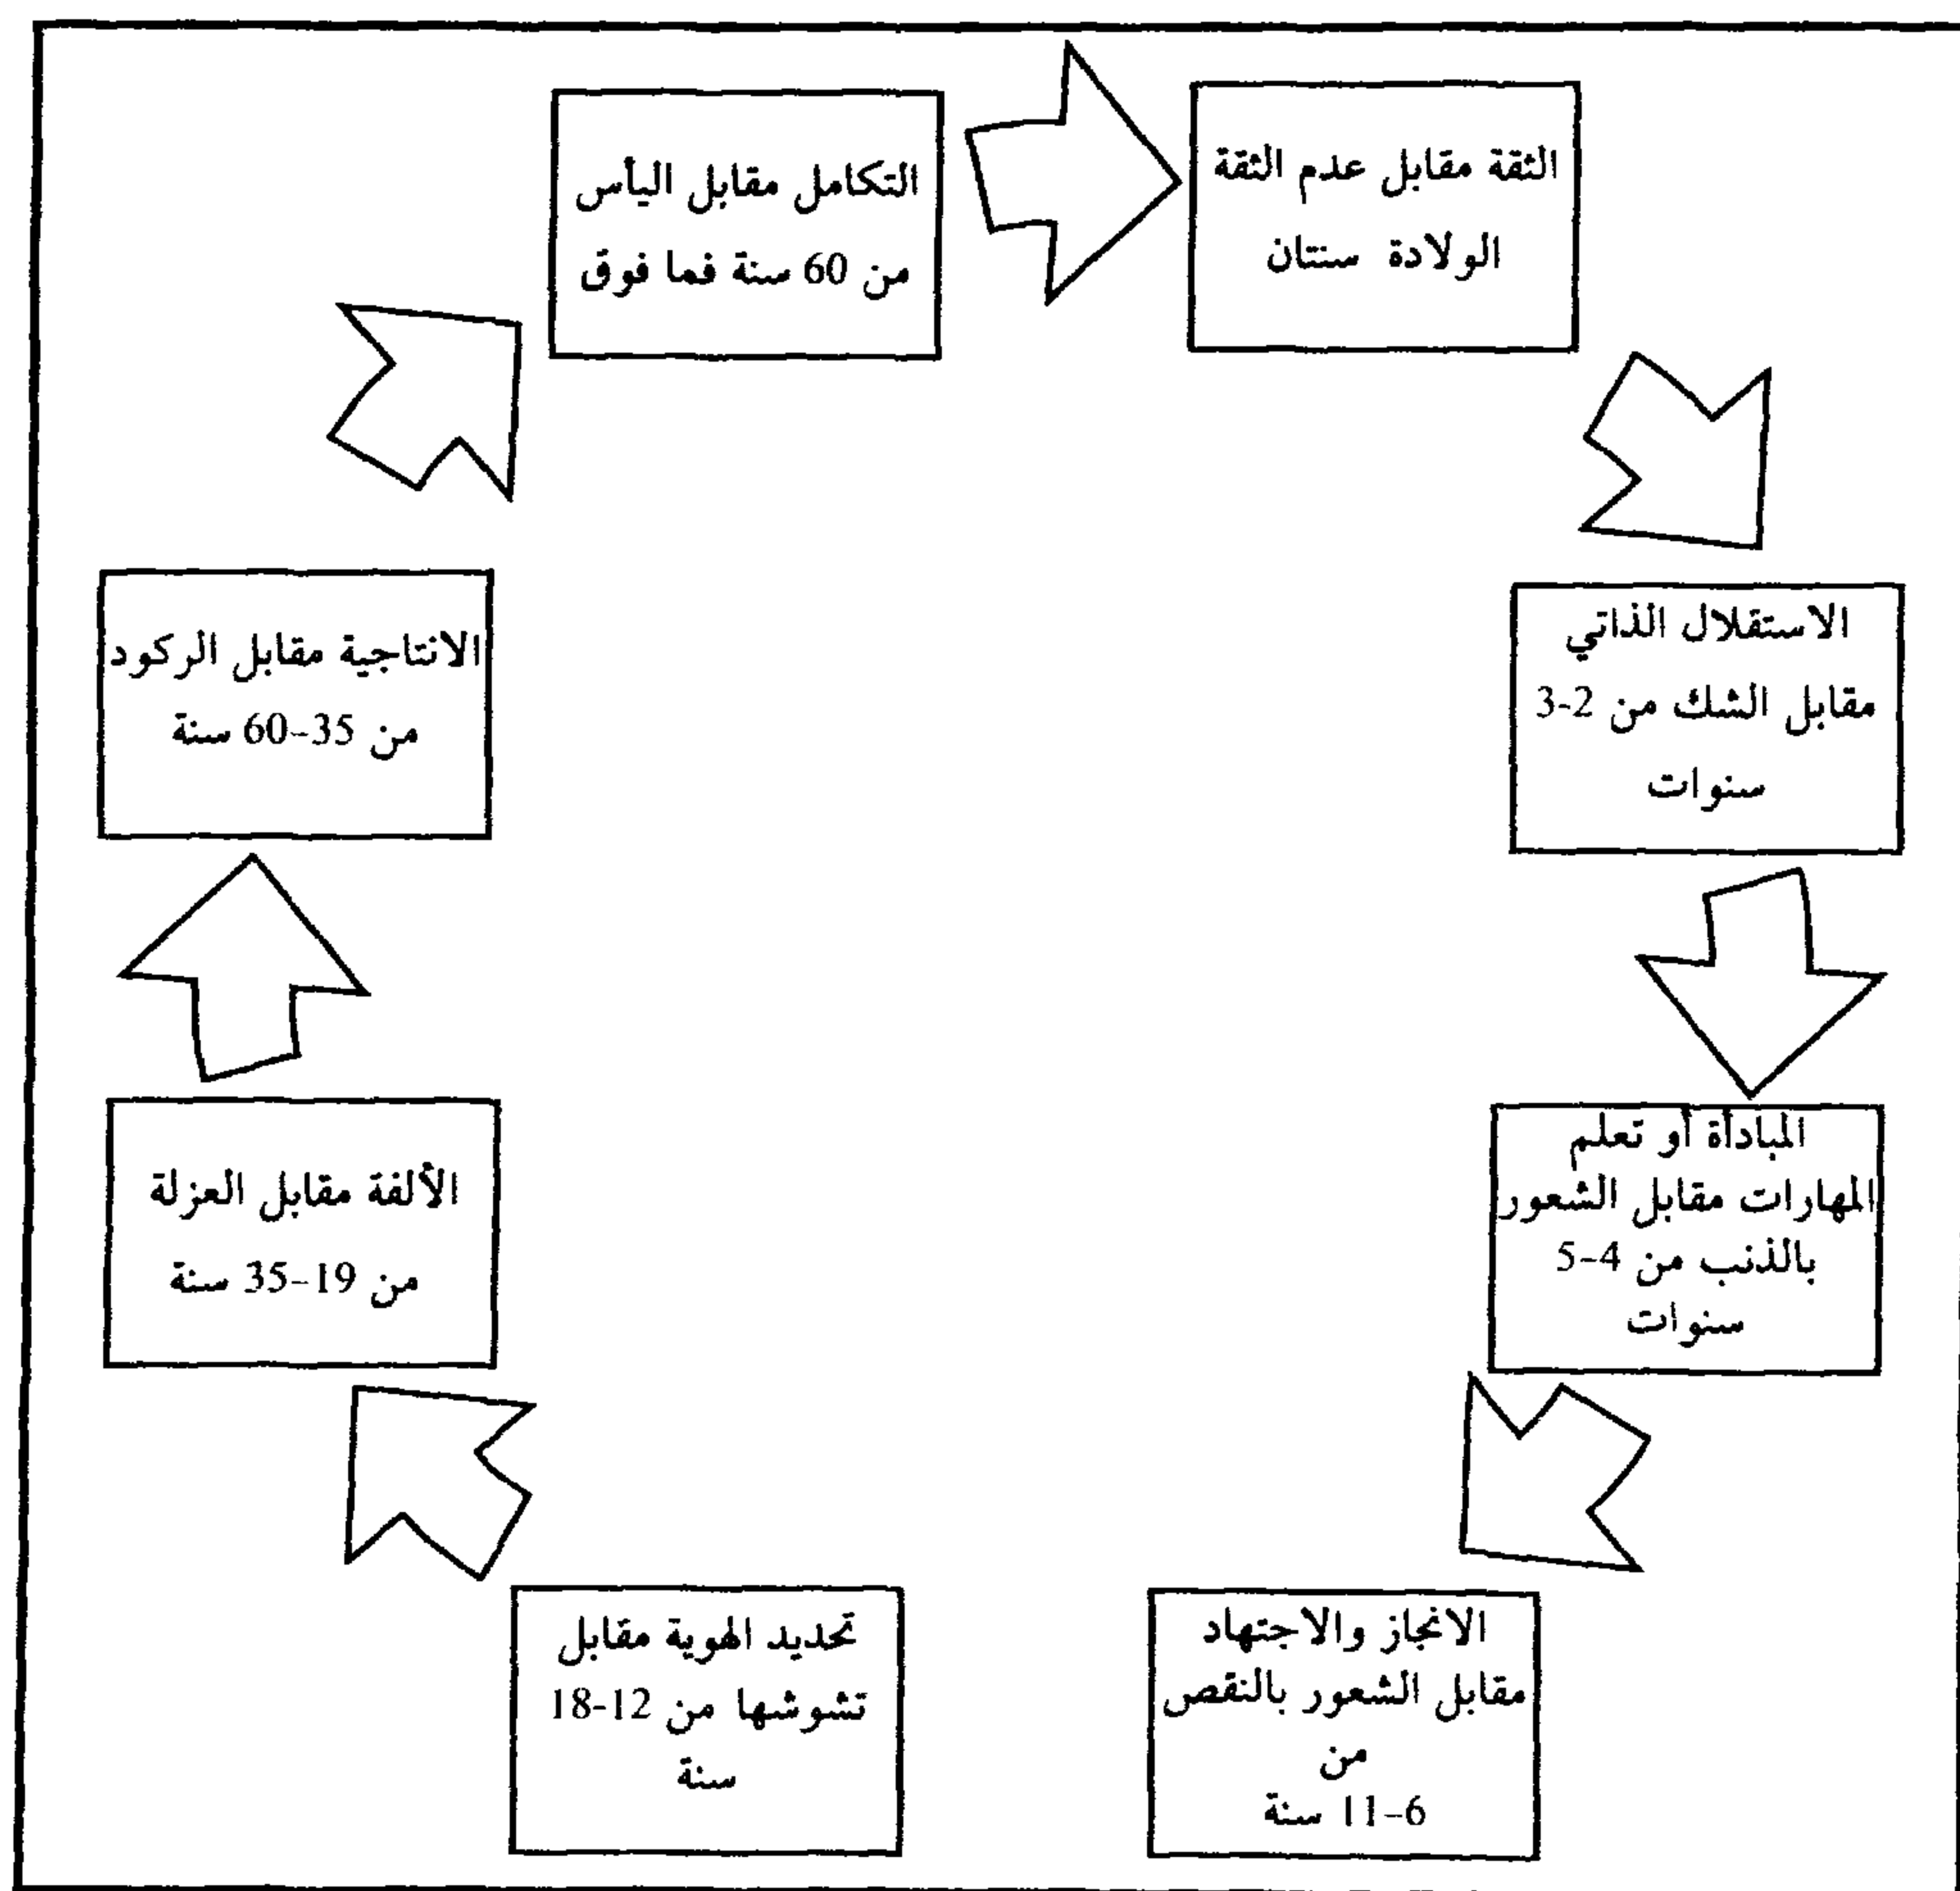 الثقة مقابل عدم الثقة
الولادة سنتان
الاستقلال الذاتي
مقابل الشك من 2-3
سنوات
المباداة أو تعلم
المهارات مقابل الشعور
بالذنب من 4–5
سنوات
الانجاز والاجتهاد
مقابل الشعور بالنقص
من
6–11 سنة
تحديد الهوية مقابل
تشوشها من 12-18
سنة
الألفة مقابل العزلة
من 19–35 سنة
الانتاجية مقابل الركود
من 35–60 سنة
التكامل مقابل اليأس
من 60 سنة فما فوق